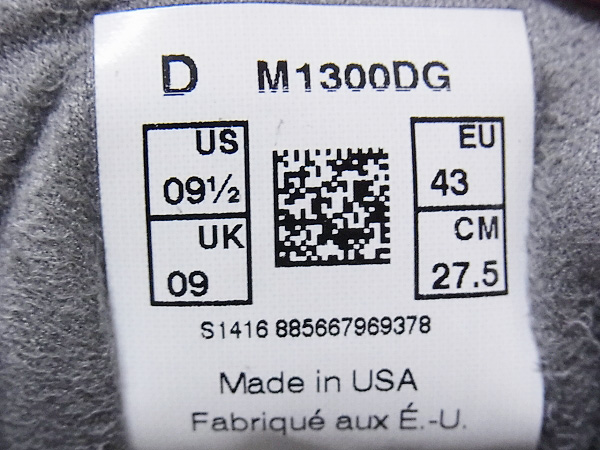 D M1300DG
US
09½
UK
09
EU
43
CM
27.5
S1416 885667969378
Made in USA
Fabriqué aux É.-U.